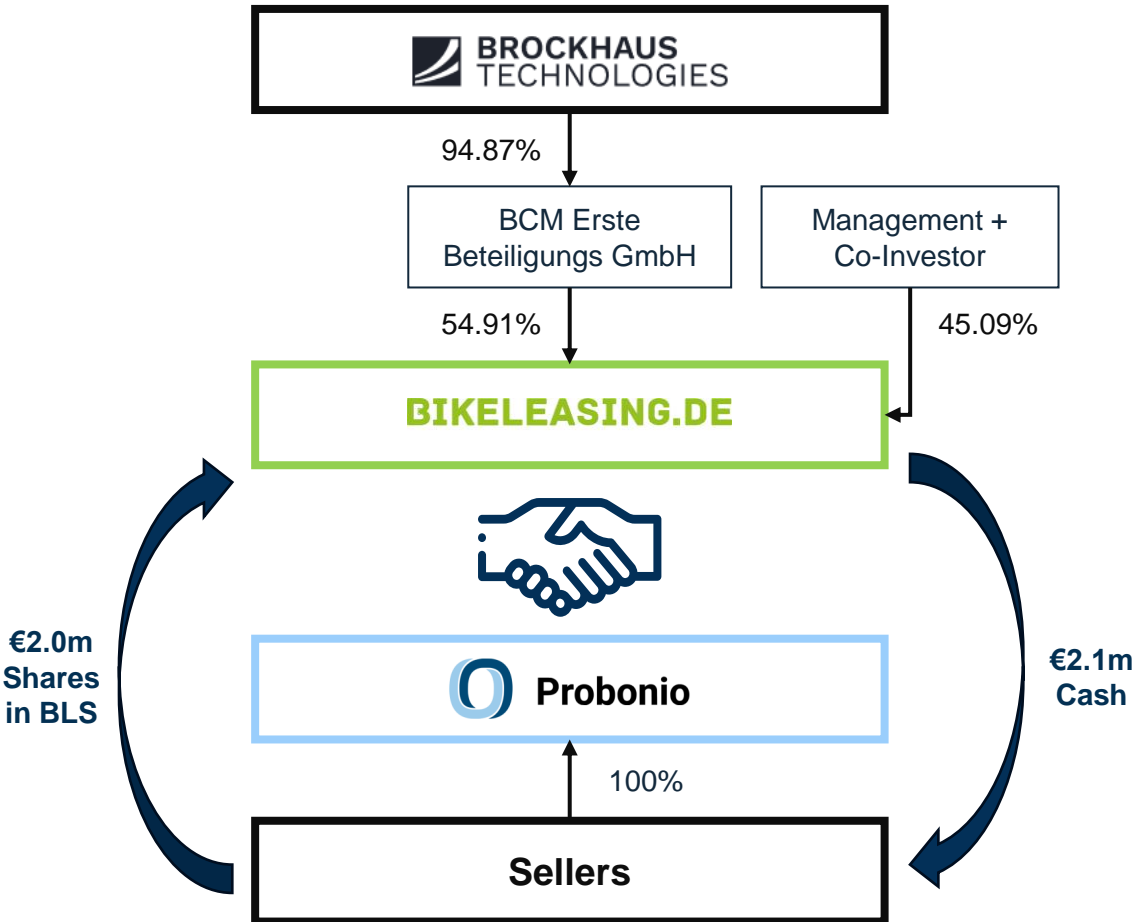 BROCKHAUS
TECHNOLOGIES
94.87%
BCM Erste
Beteiligungs GmbH
Management +
Co-Investor
54.91%
45.09%
BIKELEASING.DE
€2.0m
Shares
in BLS
€2.1m
Cash
Probonio
100%
Sellers